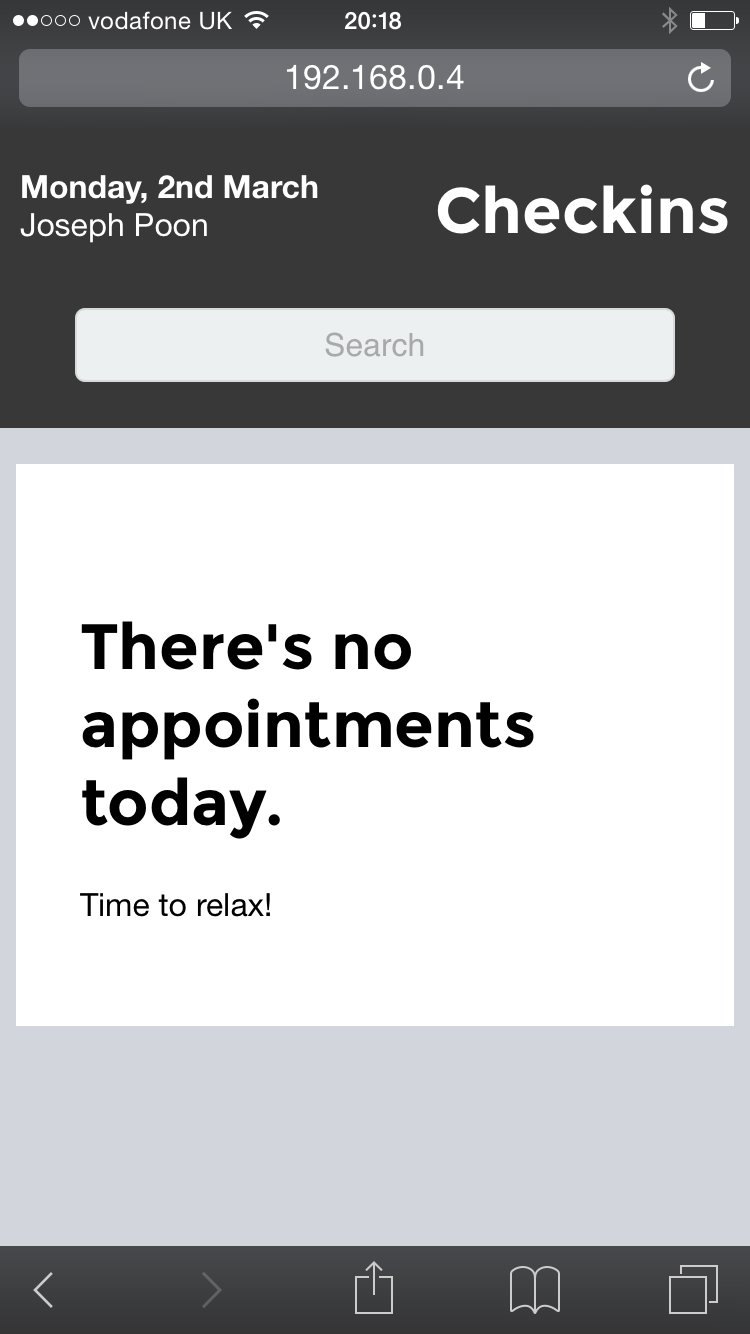 vodafone UK 20:18
192.168.0.4
Monday, 2nd March
Joseph Poon
Checkins
Search
There's no
appointments
today.
Time to relax!